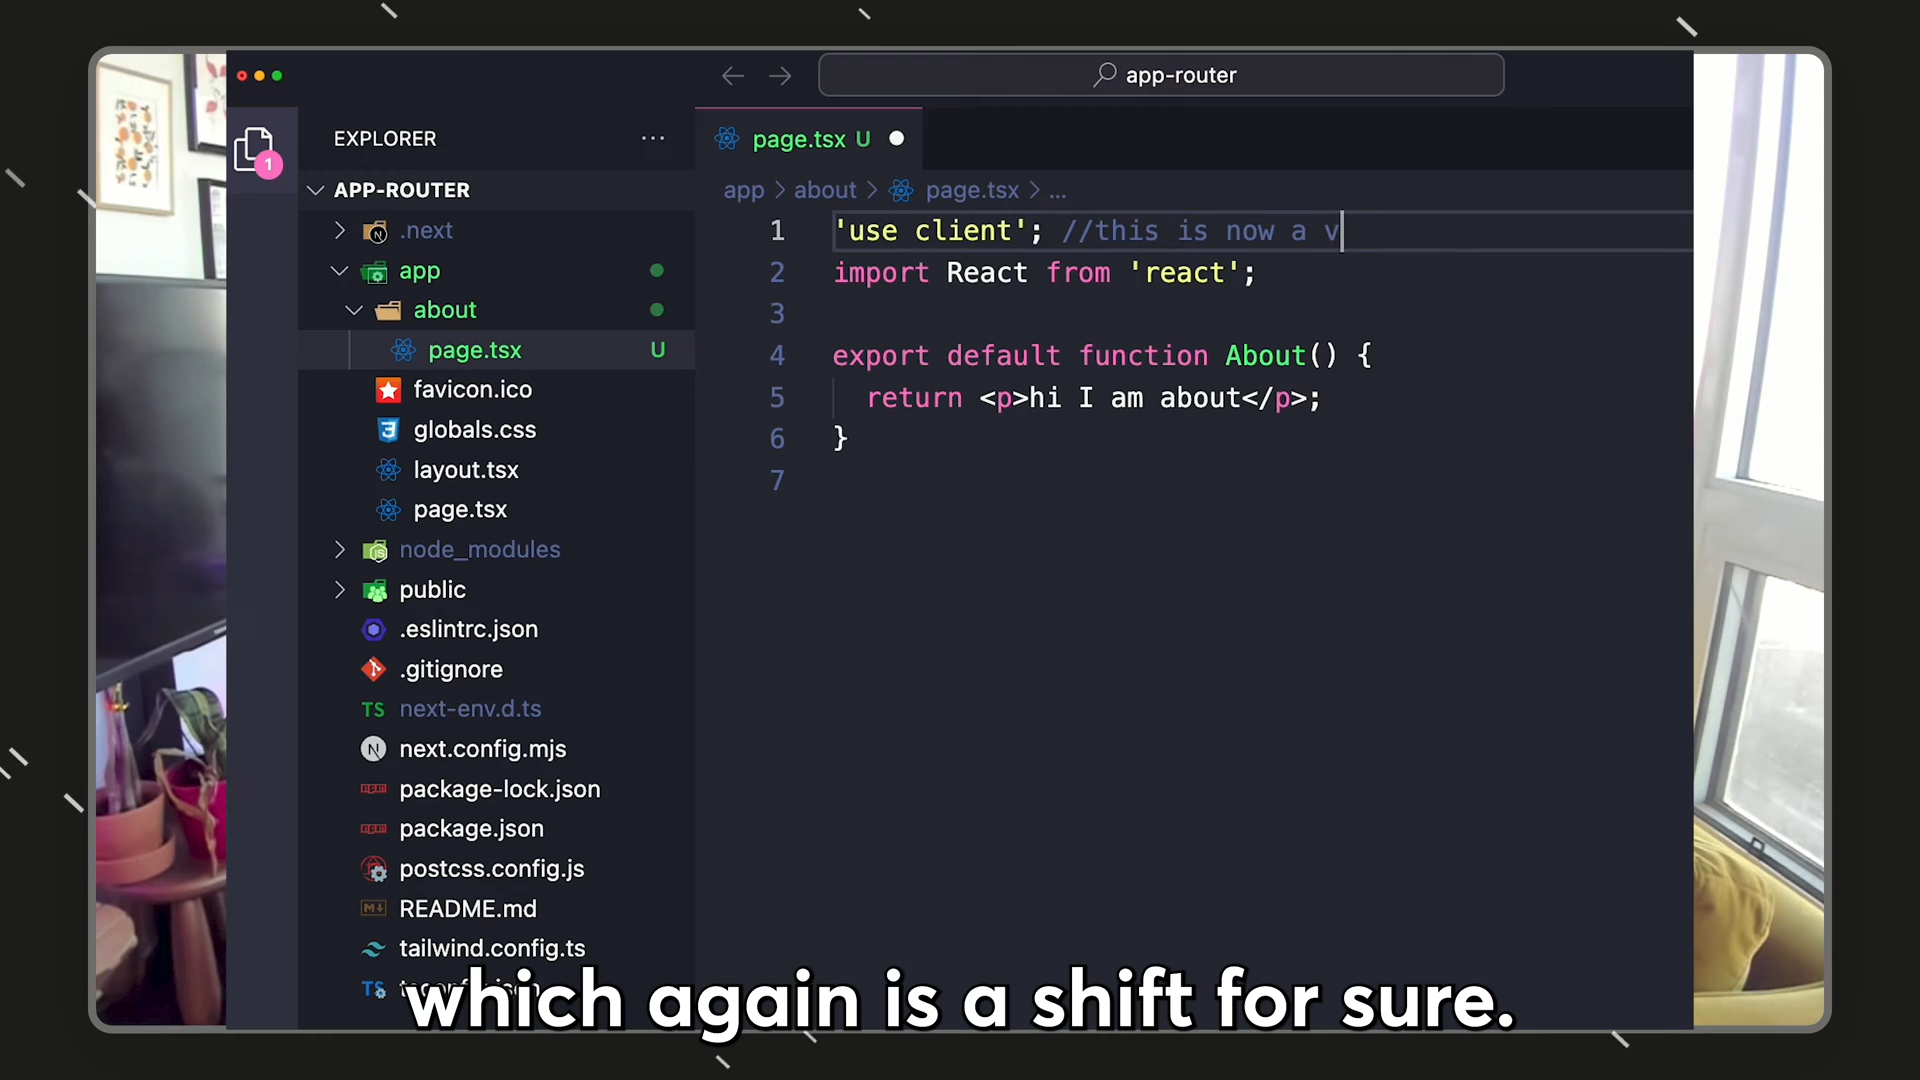 app-router
EXPLORER
...
page.tsx U
1
APP-ROUTER
app > about > page.tsx > ...
.next
app
about
page.tsx U
favicon.ico
globals.css
layout.tsx
page.tsx
node_modules
public
.eslintrc.json
.gitignore
TS next-env.d.ts
N next.config.mjs
package-lock.json
package.json
postcss.config.js
README.md
tailwind.config.ts
TS tsconfig.json
1 'use client'; //this is now a v
2 import React from 'react';
3
4 export default function About() {
5 return <p>hi I am about</p>;
6 }
7
which again is a shift for sure.